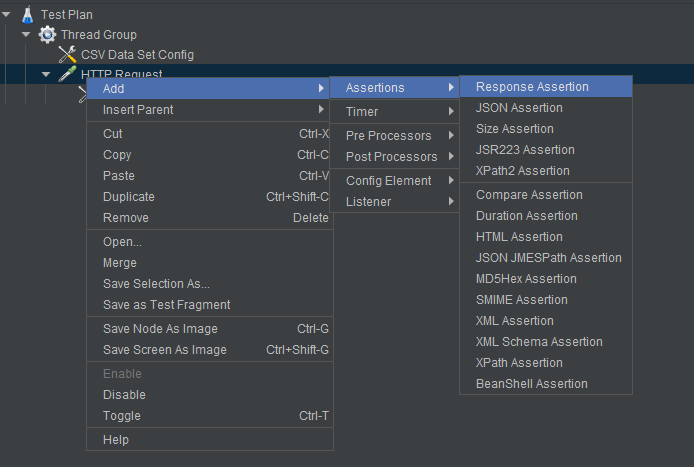 Test Plan
Thread Group
CSV Data Set Config
HTTP Request
Add
Insert Parent
Cut Ctrl-X
Copy Ctrl-C
Paste Ctrl-V
Duplicate Ctrl+Shift-C
Remove Delete
Open...
Merge
Save Selection As...
Save as Test Fragment
Save Node As Image Ctrl-G
Save Screen As Image Ctrl+Shift-G
Enable
Disable
Toggle Ctrl-T
Help
Assertions
Timer
Pre Processors
Post Processors
Config Element
Listener
Response Assertion
JSON Assertion
Size Assertion
JSR223 Assertion
XPath2 Assertion
Compare Assertion
Duration Assertion
HTML Assertion
JSON JMESPath Assertion
MD5Hex Assertion
SMIME Assertion
XML Assertion
XML Schema Assertion
XPath Assertion
BeanShell Assertion